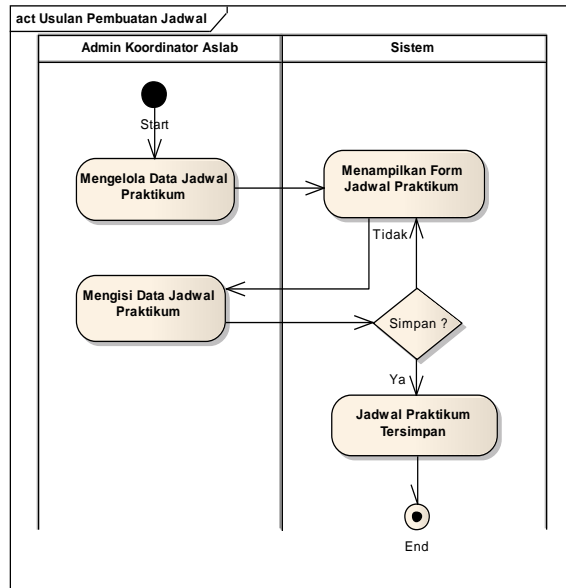 act Usulan Pembuatan Jadwal
Admin Koordinator Aslab
Sistem
Start
Mengelola Data Jadwal
Praktikum
Menampilkan Form
Jadwal Praktikum
Tidak
Mengisi Data Jadwal
Praktikum
Simpan ?
Ya
Jadwal Praktikum
Tersimpan
End